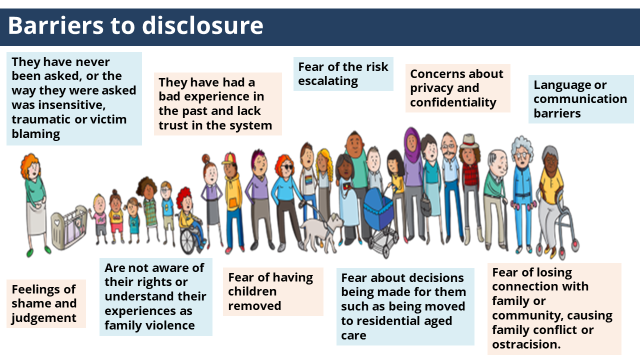 Barriers to disclosure
They have never
been asked, or the
way they were asked
was insensitive,
traumatic or victim
blaming
They have had a
bad experience in
the past and lack
trust in the system
Fear of the risk
escalating
Concerns about
privacy and
confidentiality
Language or
communication
barriers
Feelings of
shame and
judgement
Are not aware of
their rights or
understand their
experiences as
family violence
Fear of having
children
removed
Fear about decisions
being made for them
such as being moved
to residential aged
care
Fear of losing
connection with
family or
community, causing
family conflict or
ostracision.